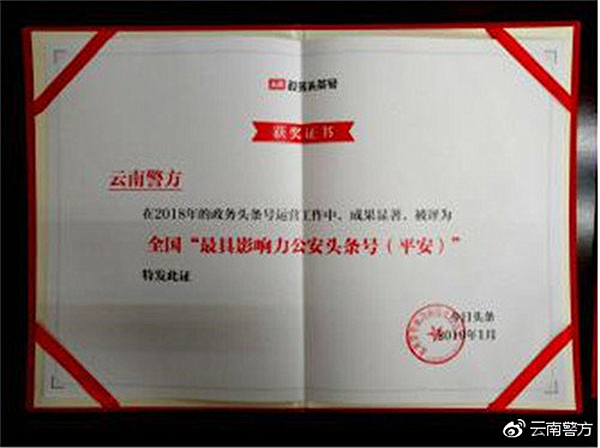 政务头条号
获奖证书
云南警方
在2018年的政务头条号运营工作中，成果显著，被评为
全国“最具影响力公安头条号（平安）”
特发此证
今日头条
2019年1月
云南警方